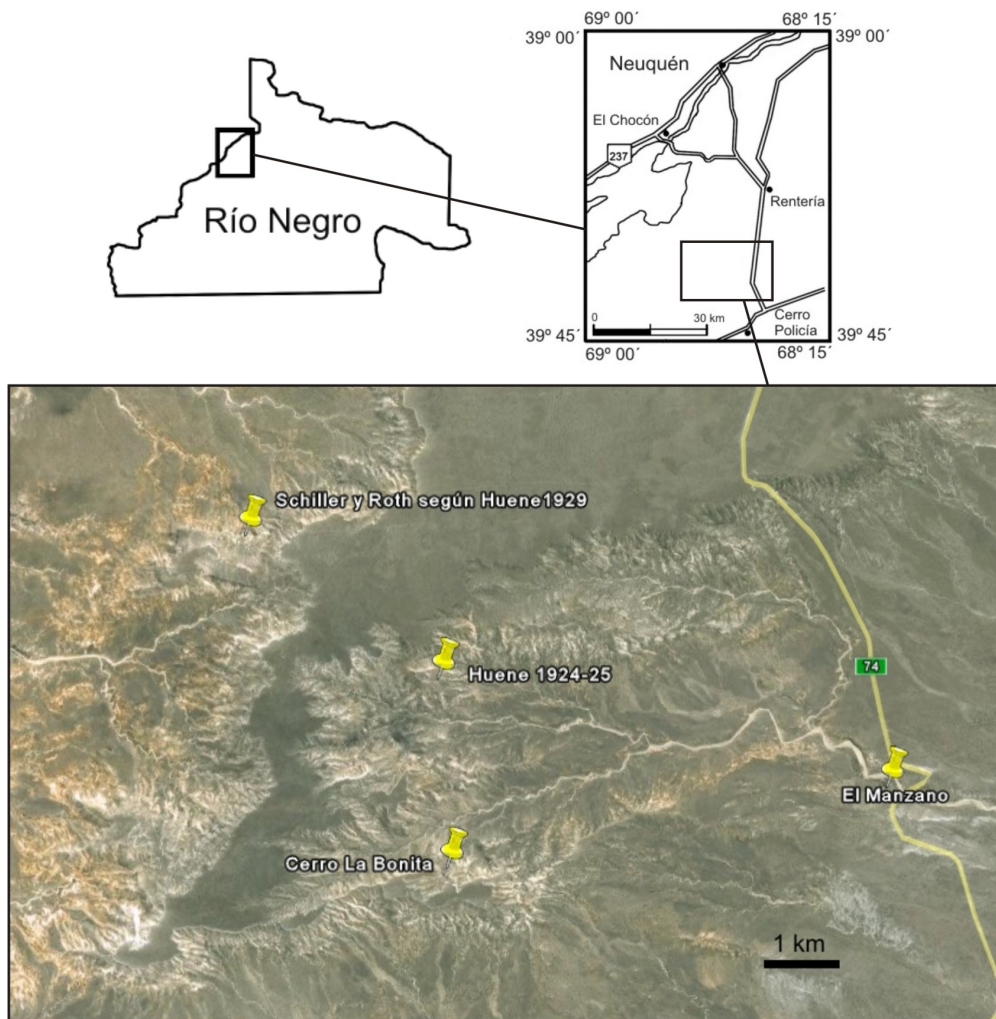 69º 00´
68º 15´
39º 00´
39º 00´
Neuquén
El Chocón
237
Rentería
Río Negro
0
30 km
Cerro
Policía
39º 45´
39º 45´
69º 00´
68º 15´
Schiller y Roth según Huene1929
Huene 1924-25
74
El Manzano
Cerro La Bonita
1 km